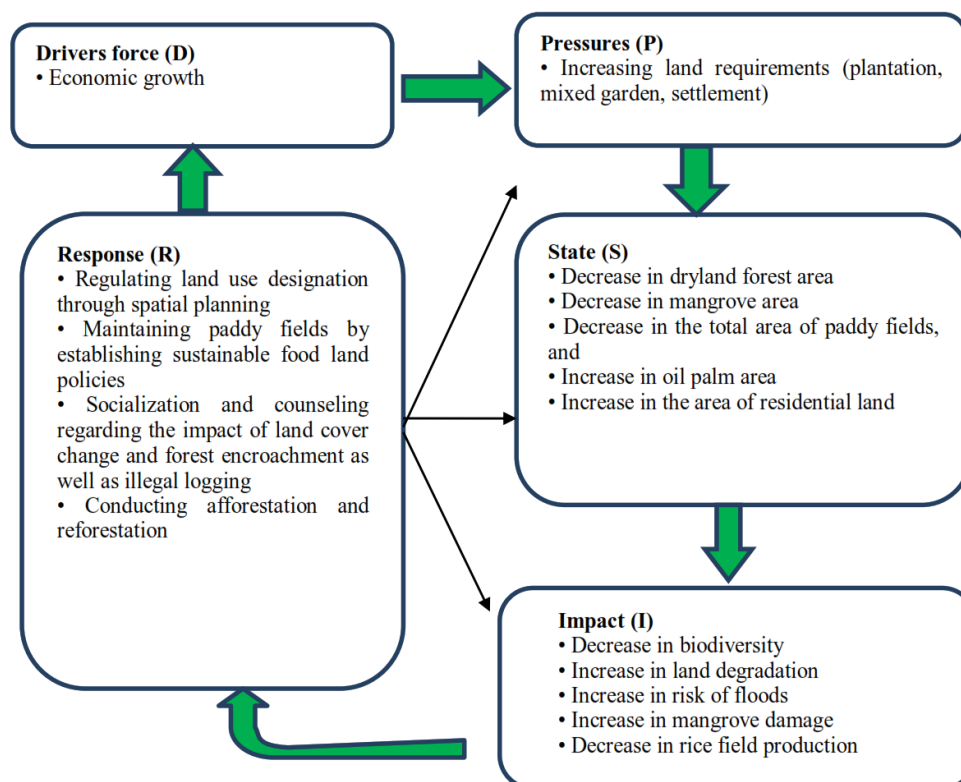 Drivers force (D)
• Economic growth
Pressures (P)
• Increasing land requirements (plantation,
mixed garden, settlement)
Response (R)
• Regulating land use designation
through spatial planning
• Maintaining paddy fields by
establishing sustainable food land
policies
• Socialization and counseling
regarding the impact of land cover
change and forest encroachment as
well as illegal logging
• Conducting afforestation and
reforestation
State (S)
• Decrease in dryland forest area
• Decrease in mangrove area
• Decrease in the total area of paddy fields,
and
• Increase in oil palm area
• Increase in the area of residential land
Impact (I)
• Decrease in biodiversity
• Increase in land degradation
• Increase in risk of floods
• Increase in mangrove damage
• Decrease in rice field production